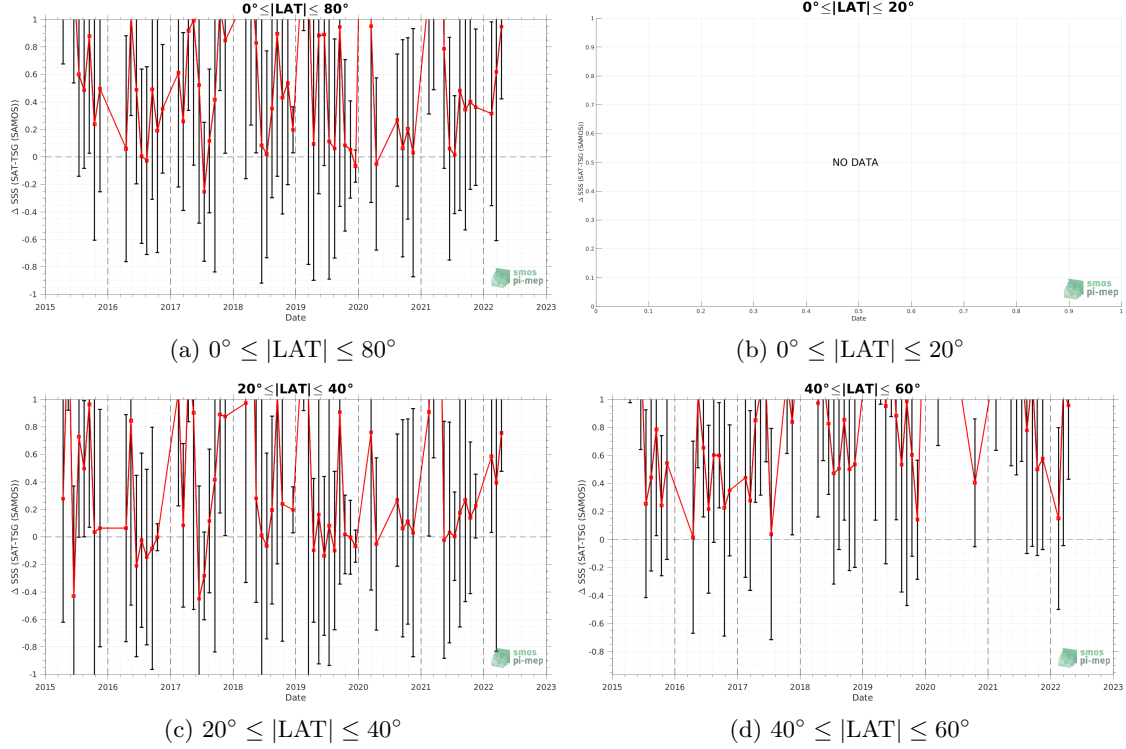 0°≤|LAT|≤ 80°
1
0.8
0.6
0.4
0.2
0
-0.2
-0.4
-0.6
-0.8
-1
Δ SSS (SAT-TSG (SAMOS))
2015 2016 2017 2018 2019 2020 2021 2022 2023
Date
smos
pi-mep
(a) 0° ≤ |LAT| ≤ 80°
0°≤|LAT|≤ 20°
1
0.9
0.8
0.7
0.6
0.5
0.4
0.3
0.2
0.1
0
Δ SSS (SAT-TSG (SAMOS))
NO DATA
0 0.1 0.2 0.3 0.4 0.5 0.6 0.7 0.8 0.9 1
Date
smos
pi-mep
(b) 0° ≤ |LAT| ≤ 20°
20°≤|LAT|≤ 40°
1
0.8
0.6
0.4
0.2
0
-0.2
-0.4
-0.6
-0.8
-1
Δ SSS (SAT-TSG (SAMOS))
2015 2016 2017 2018 2019 2020 2021 2022 2023
Date
smos
pi-mep
(c) 20° ≤ |LAT| ≤ 40°
40°≤|LAT|≤ 60°
1
0.8
0.6
0.4
0.2
0
-0.2
-0.4
-0.6
-0.8
Δ SSS (SAT-TSG (SAMOS))
2015 2016 2017 2018 2019 2020 2021 2022 2023
Date
smos
pi-mep
(d) 40° ≤ |LAT| ≤ 60°